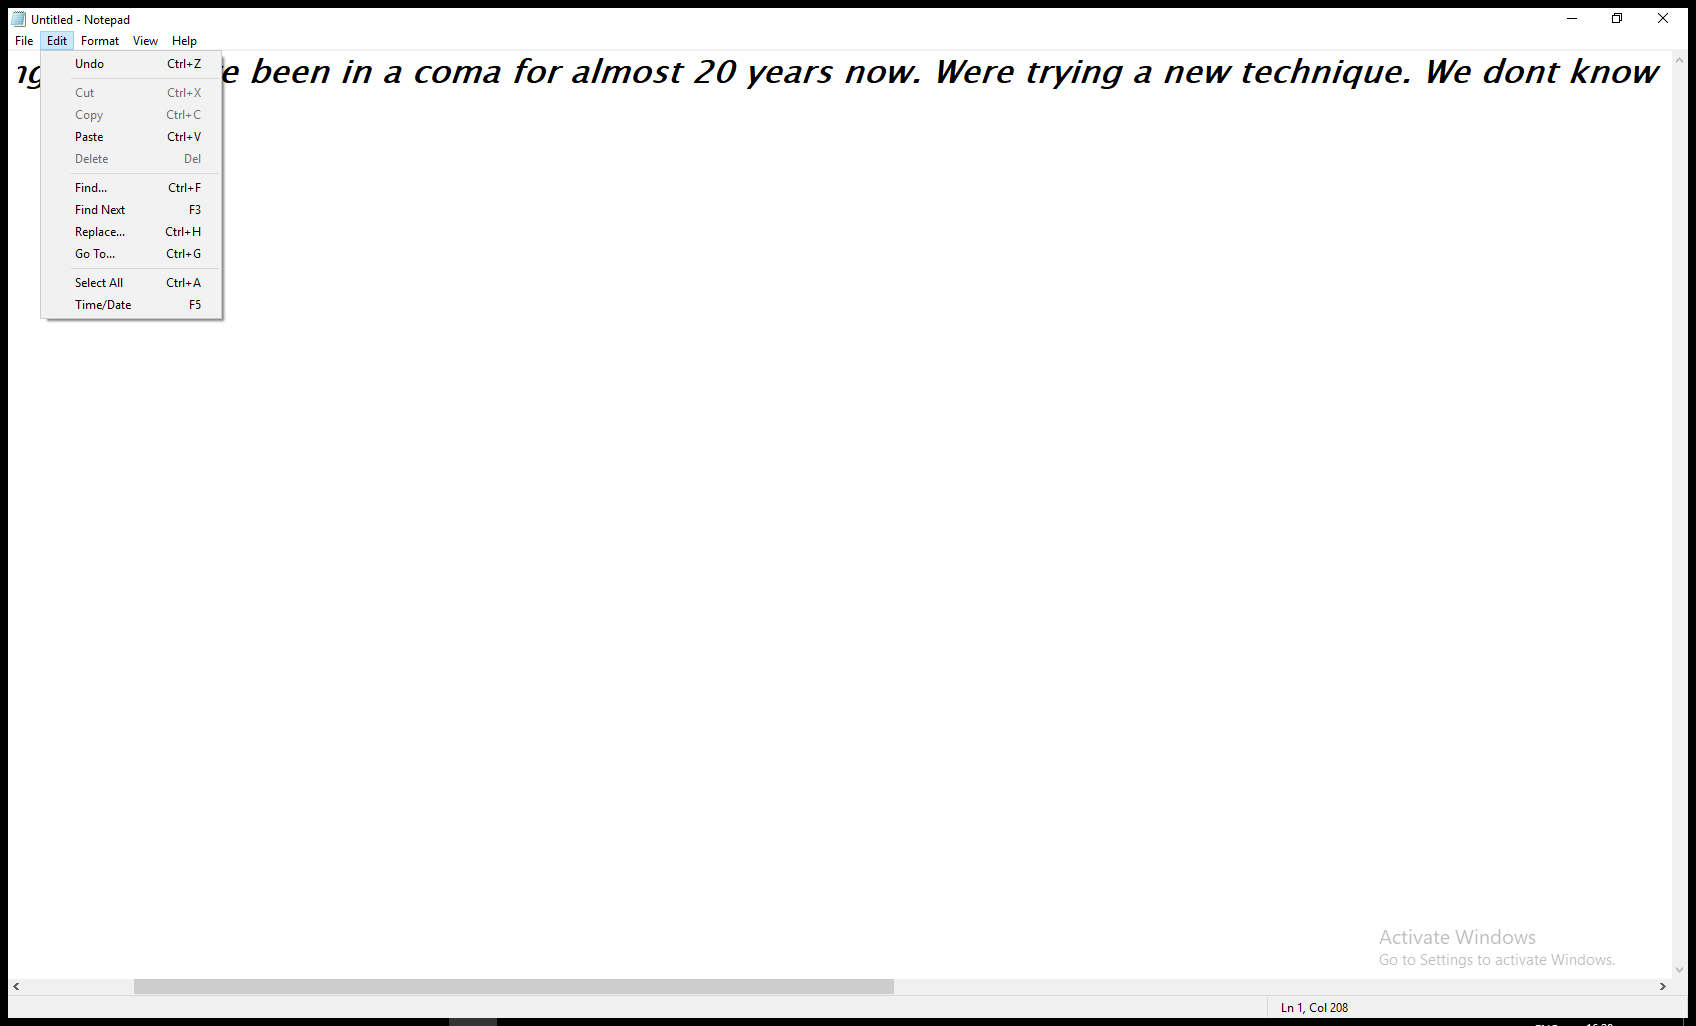 Untitled - Notepad
File Edit Format View Help
been in a coma for almost 20 years now. Were trying a new technique. We dont know
Undo Ctrl+Z
Cut Ctrl+X
Copy Ctrl+C
Paste Ctrl+V
Delete Del
Find... Ctrl+F
Find Next F3
Replace... Ctrl+H
Go To... Ctrl+G
Select All Ctrl+A
Time/Date F5
Activate Windows
Go to Settings to activate Windows.
Ln 1, Col 208